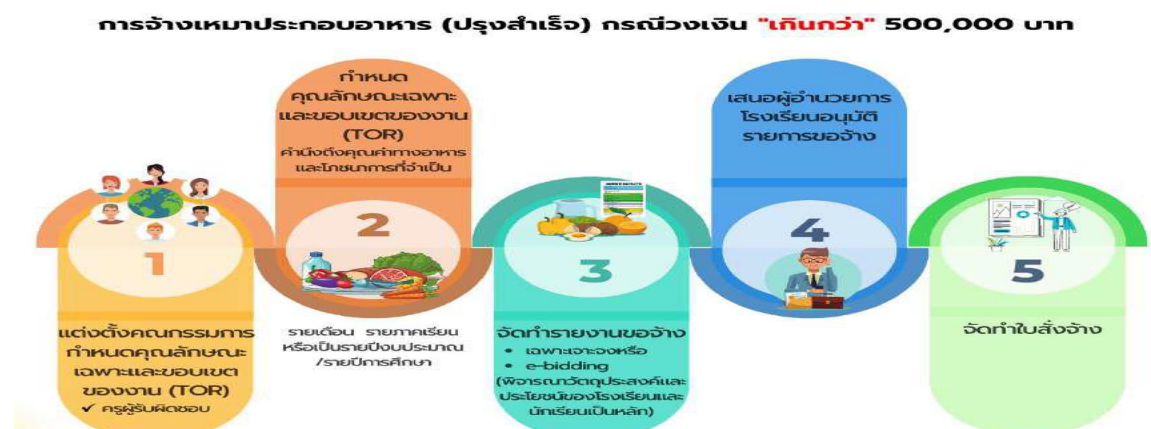 การจ้างเหมาประกอบอาหาร (ปรุงสำเร็จ) กรณีวงเงิน "เกินกว่า" 500,000 บาท
1
แต่งตั้งคณะกรรมการ
กำหนดคุณลักษณะ
เฉพาะและขอบเขต
ของงาน (TOR)
✓ ครูผู้รับผิดชอบ
กำหนด
คุณลักษณะเฉพาะ
และขอบเขตของงาน
(TOR)
คำนึงถึงคุณค่าทางอาหาร
และโภชนาการที่จำเป็น
2
รายเดือน รายภาคเรียน
หรือเป็นรายปีงบประมาณ
/รายปีการศึกษา
3
จัดทำรายงานขอจ้าง
• เฉพาะเจาะจงหรือ
• e-bidding
(พิจารณาวัตถุประสงค์และ
ประโยชน์ของโรงเรียนและ
นักเรียนเป็นหลัก)
เสนอผู้อำนวยการ
โรงเรียนอนุมัติ
รายการขอจ้าง
4
5
จัดทำใบสั่งจ้าง